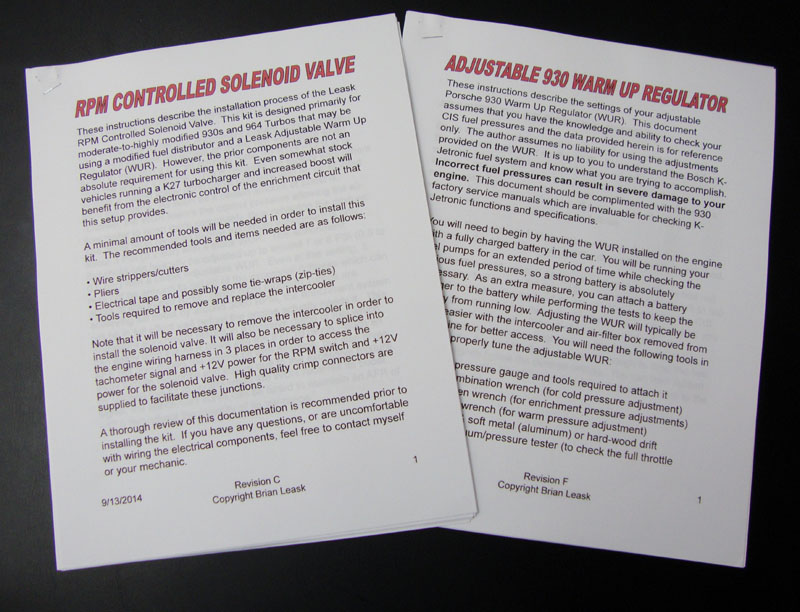 RPM CONTROLLED SOLENOID VALVE
These instructions describe the installation process of the Leask
RPM Controlled Solenoid Valve. This kit is designed primarily for
moderate-to-highly modified 930s and 964 Turbos that may be
using a modified fuel distributor and a Leask Adjustable Warm Up
Regulator (WUR). However, the prior components are not an
absolute requirement for using this kit. Even somewhat stock
vehicles running a K27 turbocharger and increased boost will
benefit from the electronic control of the enrichment circuit that
this setup provides.
A minimal amount of tools will be needed in order to install this
kit. The recommended tools and items needed are as follows:
• Wire strippers/cutters
• Pliers
• Electrical tape and possibly some tie-wraps (zip-ties)
• Tools required to remove and replace the intercooler
Note that it will be necessary to remove the intercooler in order to
install the solenoid valve. It will also be necessary to splice into
the engine wiring harness in 3 places in order to access the
tachometer signal and +12V power for the RPM switch and +12V
power for the solenoid valve. High quality crimp connectors are
supplied to facilitate these junctions.
A thorough review of this documentation is recommended prior to
installing the kit. If you have any questions, or are uncomfortable
with wiring the electrical components, feel free to contact myself
or your mechanic.
1
Revision C
9/13/2014
Copyright Brian Leask
ADJUSTABLE 930 WARM UP REGULATOR
These instructions describe the settings of your adjustable
Porsche 930 Warm Up Regulator (WUR). This document
assumes that you have the knowledge and ability to check your
CIS fuel pressures and the data provided herein is for reference
only. The author assumes no liability for using the adjustments
provided on the WUR. It is up to you to understand the Bosch K-
Jetronic fuel system and know what you are trying to accomplish.
Incorrect fuel pressures can result in severe damage to your
engine. This document should be complimented with the 930
factory service manuals which are invaluable for checking K-
Jetronic functions and specifications.
You will need to begin by having the WUR installed on the engine
with a fully charged battery in the car. You will be running your
pumps for an extended period of time while checking the
fuel pressures, so a strong battery is absolutely
As an extra measure, you can attach a battery
to the battery while performing the tests to keep the
from running low. Adjusting the WUR will typically be
easier with the intercooler and air-filter box removed from
for better access. You will need the following tools in
properly tune the adjustable WUR:
pressure gauge and tools required to attach it
wrench (for cold pressure adjustment)
wrench (for enrichment pressure adjustments)
wrench (for warm pressure adjustment)
soft metal (aluminum) or hard-wood drift
tester (to check the full throttle
Revision F
1
Copyright Brian Leask